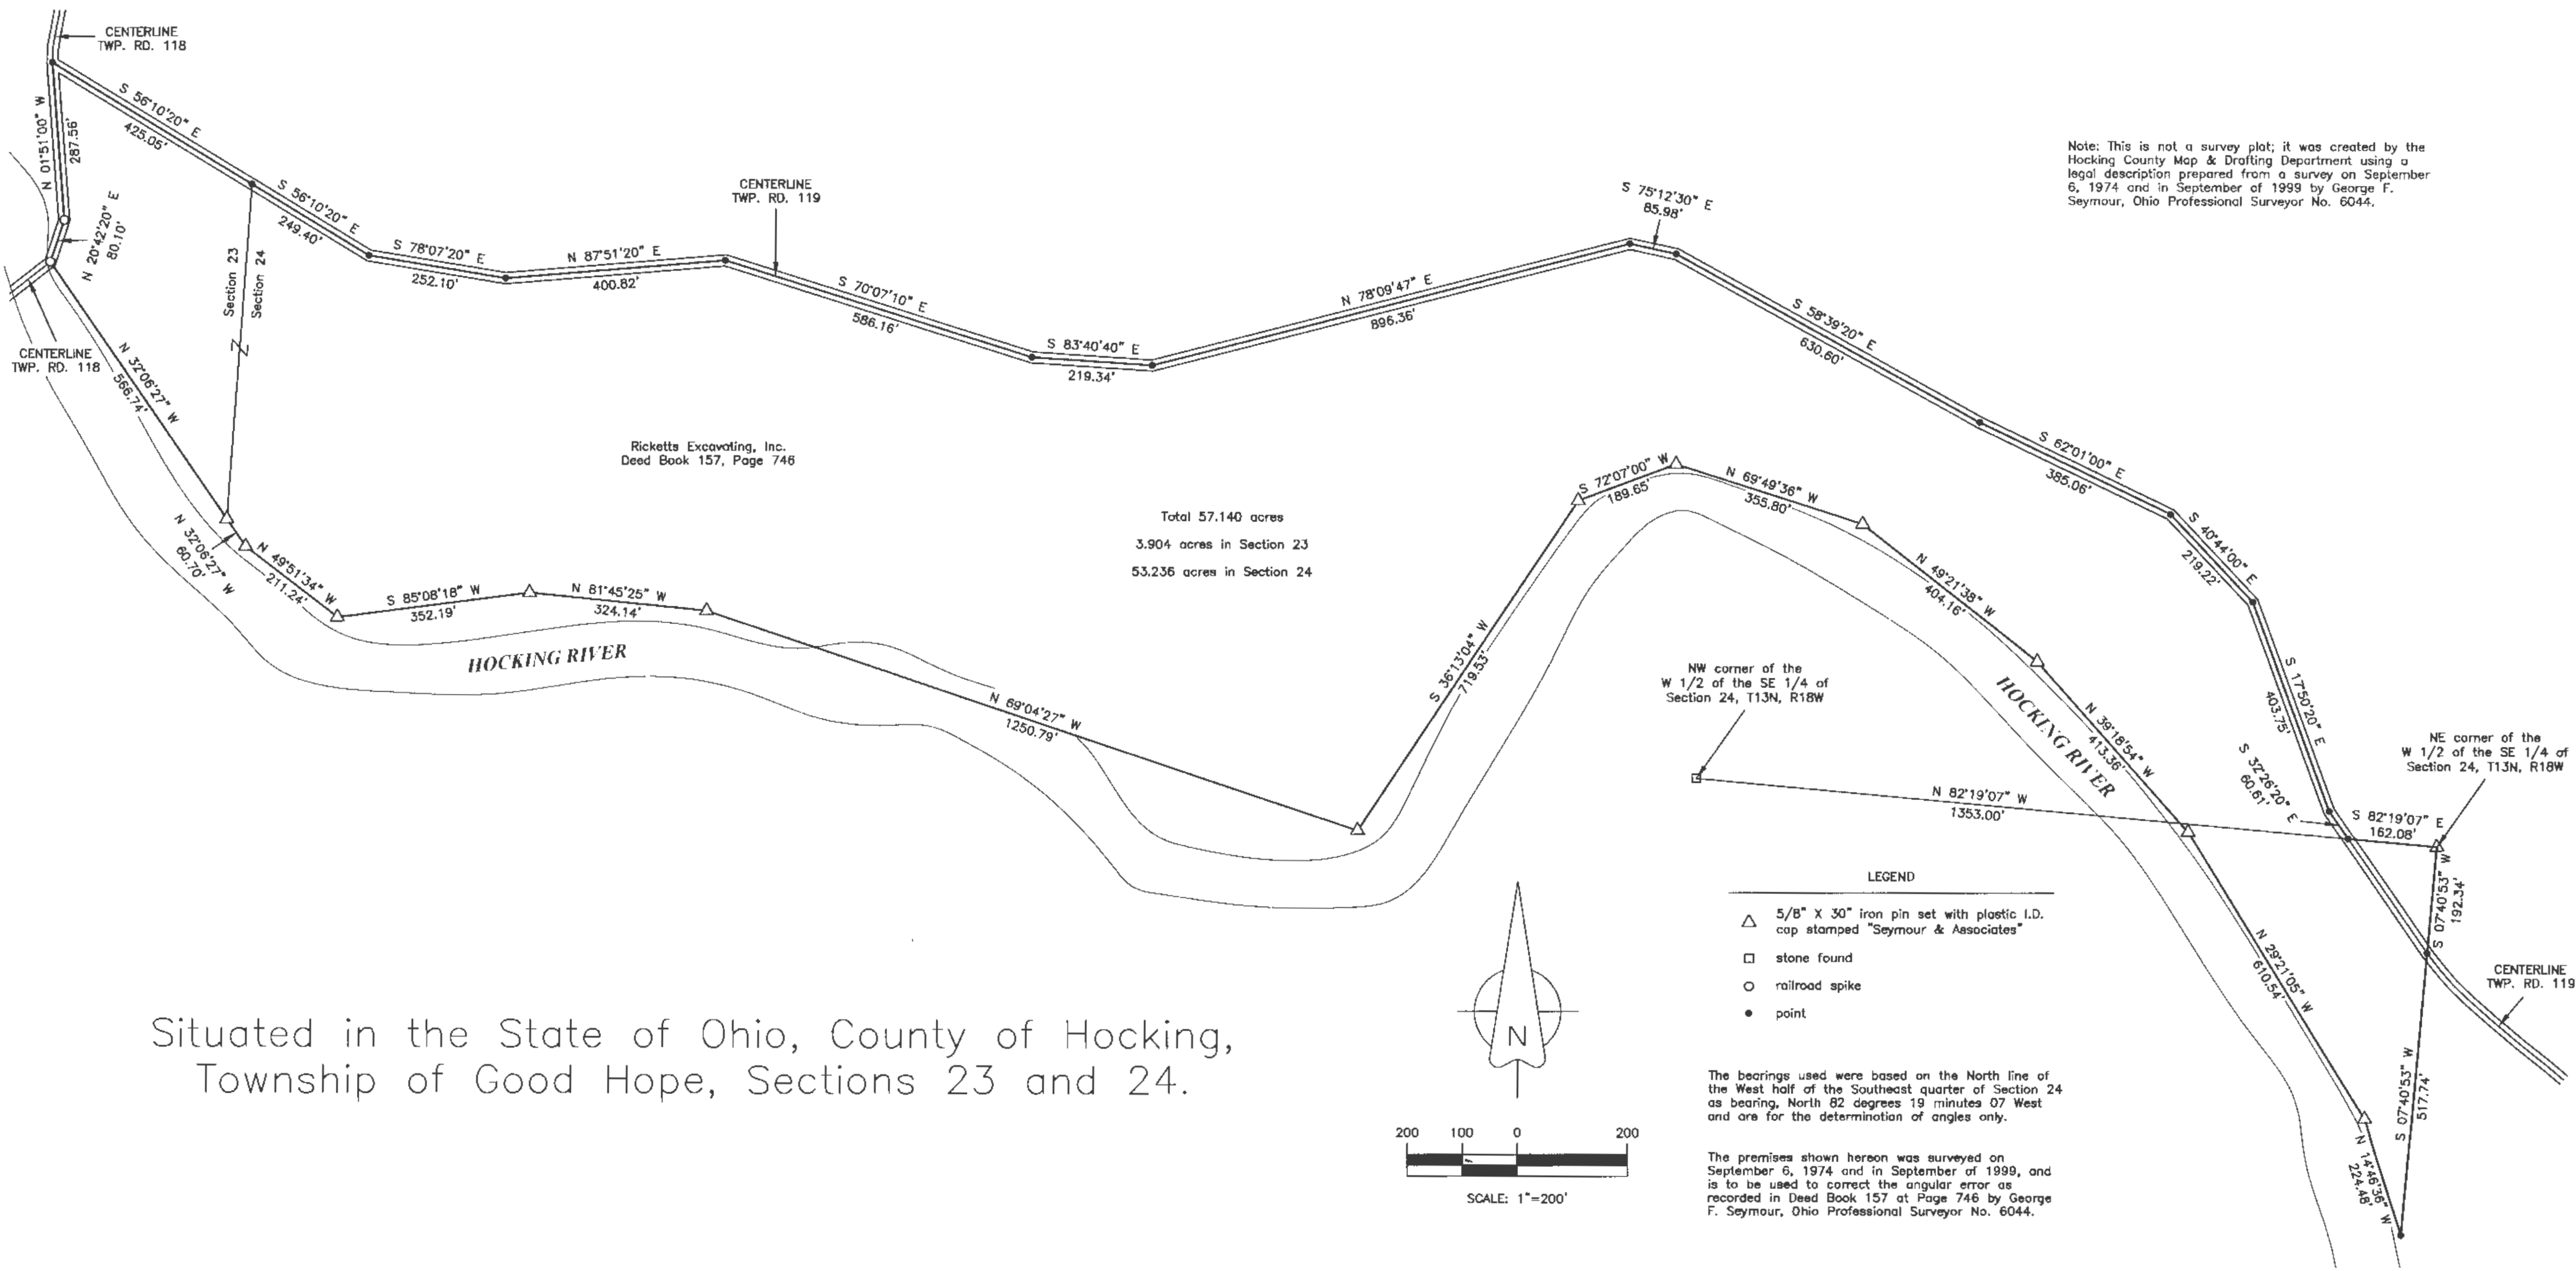 CENTERLINE
TWP. RD. 118
N 01°51'00" W
287.56'
S 56°10'20" E
425.05'
N 20°42'20" E
80.10'
CENTERLINE
TWP. RD. 118
Section 23
Section 24
S 56°10'20" E
249.40'
S 78°07'20" E
252.10'
N 87°51'20" E
400.82'
CENTERLINE
TWP. RD. 119
S 70°07'10" E
586.16'
S 83°40'40" E
219.34'
N 78°09'47" E
896.36'
S 75°12'30" E
85.98'
S 58°39'20" E
630.60'
S 62°01'00" E
385.06'
S 40°44'00" E
219.22'
S 17°50'20" E
403.75'
S 32°26'20" E
60.61'
S 82°19'07" E
162.08'
S 07°40'53" W
192.34'
S 07°40'53" W
517.74'
N 14°46'36" W
224.48'
N 29°21'05" W
610.54'
N 39°18'54" W
413.36'
N 49°21'38" W
404.16'
N 69°49'36" W
355.80'
S 72°07'00" W
189.65'
S 36°13'04" W
719.53'
N 69°04'27" W
1250.79'
N 81°45'25" W
324.14'
S 85°08'18" W
352.19'
N 49°51'34" W
211.24'
N 32°06'27" W
60.70'
N 32°06'27" W
566.74'
HOCKING RIVER
HOCKING RIVER
Note: This is not a survey plat; it was created by the
Hocking County Map & Drafting Department using a
legal description prepared from a survey on September
6, 1974 and in September of 1999 by George F.
Seymour, Ohio Professional Surveyor No. 6044.
Ricketts Excavating, Inc.
Deed Book 157, Page 746
Total 57.140 acres
3.904 acres in Section 23
53.236 acres in Section 24
NW corner of the
W 1/2 of the SE 1/4 of
Section 24, T13N, R18W
N 82°19'07" W
1353.00'
NE corner of the
W 1/2 of the SE 1/4 of
Section 24, T13N, R18W
CENTERLINE
TWP. RD. 119
LEGEND
5/8" X 30" iron pin set with plastic I.D.
cap stamped "Seymour & Associates"
stone found
railroad spike
point
N
200 100 0 200
SCALE: 1"=200'
The bearings used were based on the North line of
the West half of the Southeast quarter of Section 24
as bearing, North 82 degrees 19 minutes 07 West
and are for the determination of angles only.
The premises shown hereon was surveyed on
September 6, 1974 and in September of 1999, and
is to be used to correct the angular error as
recorded in Deed Book 157 at Page 746 by George
F. Seymour, Ohio Professional Surveyor No. 6044.
Situated in the State of Ohio, County of Hocking,
Township of Good Hope, Sections 23 and 24.